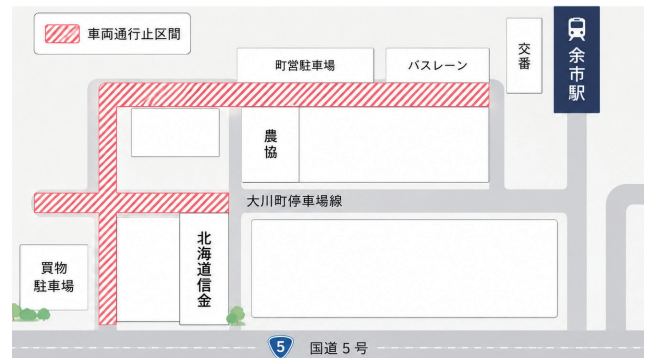 車両通行止区間
町営駐車場
バスレーン
交番
余市駅
農協
大川町停車場線
北海道信金
買物
駐車場
5
国道5号